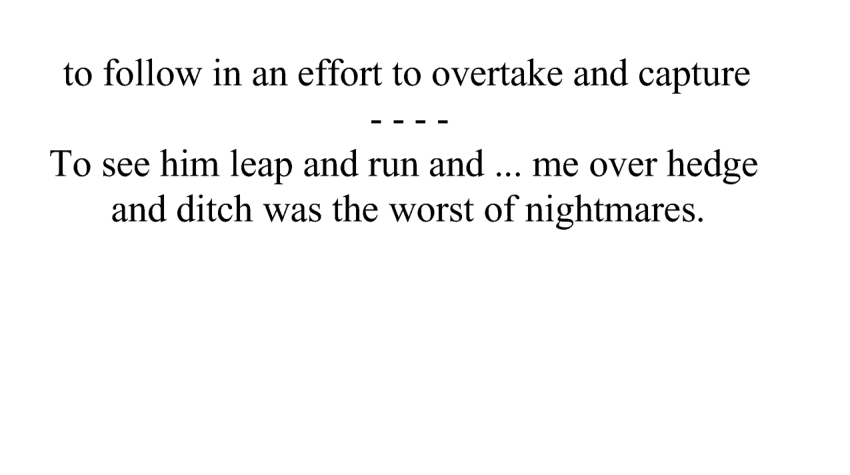 to follow in an effort to overtake and capture
- - - -
To see him leap and run and ... me over hedge
and ditch was the worst of nightmares.